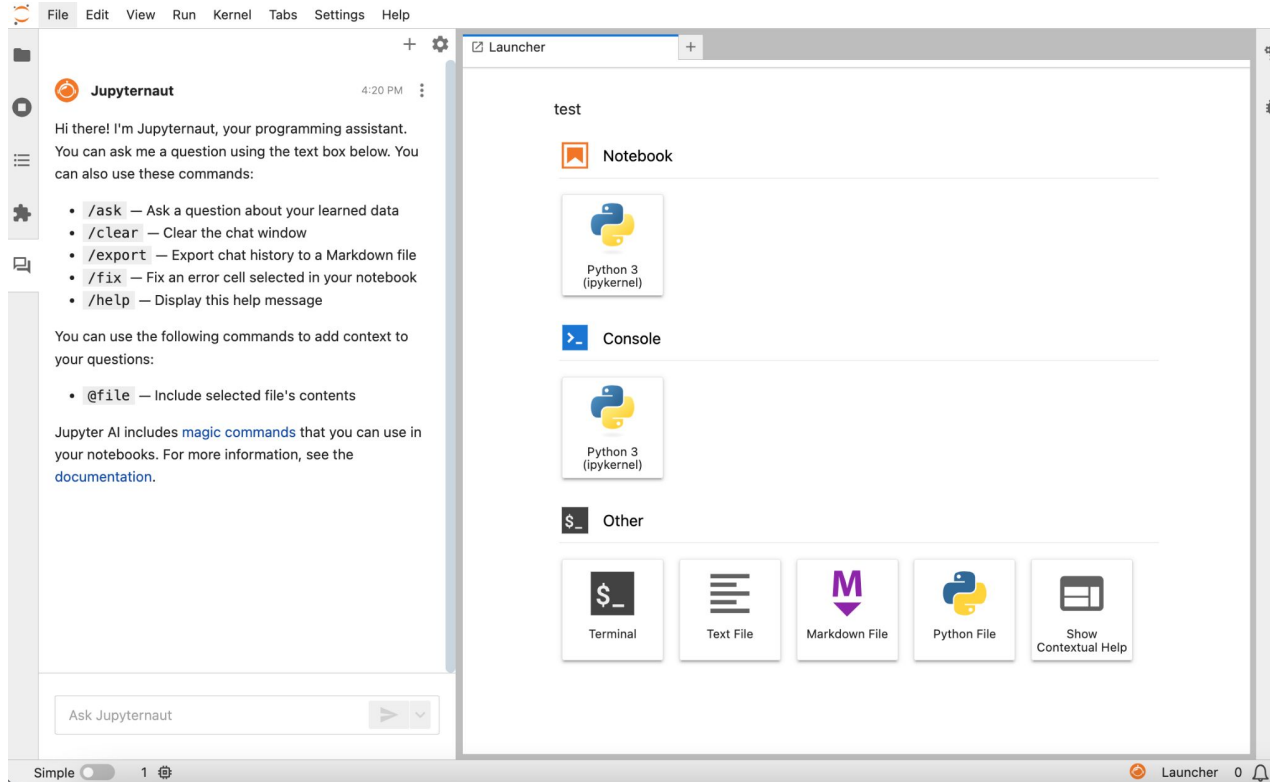 File Edit View Run Kernel Tabs Settings Help
Jupyternaut 4:20 PM
Hi there! I'm Jupyternaut, your programming assistant.
You can ask me a question using the text box below. You
can also use these commands:
• /ask — Ask a question about your learned data
• /clear — Clear the chat window
• /export — Export chat history to a Markdown file
• /fix — Fix an error cell selected in your notebook
• /help — Display this help message
You can use the following commands to add context to
your questions:
• @file — Include selected file's contents
Jupyter AI includes magic commands that you can use in
your notebooks. For more information, see the
documentation.
Ask Jupyternaut
Launcher
test
Notebook
Python 3
(ipykernel)
>_ Console
Python 3
(ipykernel)
$_ Other
$_
Terminal
Text File
M
Markdown File
Python File
Show
Contextual Help
Simple 1
Launcher 0